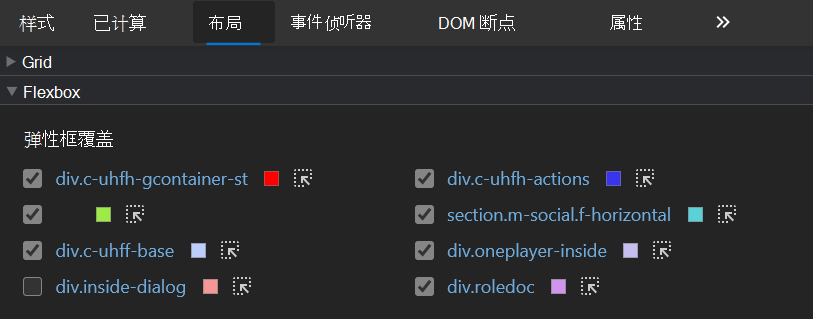 样式 已计算 布局 事件侦听器 DOM 断点 属性 »
Grid
Flexbox
弹性框覆盖
div.c-uhfh-gcontainer-st div.c-uhfh-actions
section.m-social.f-horizontal
div.c-uhff-base div.oneplayer-inside
div.inside-dialog div.roledoc